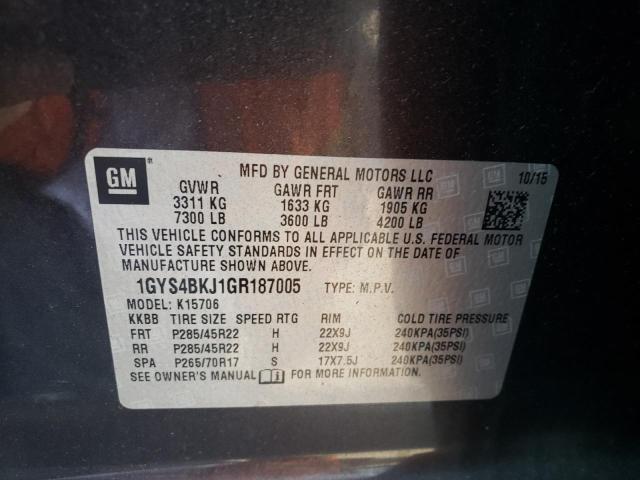 GM
MFD BY GENERAL MOTORS LLC 10/15
GVWR GAWR FRT GAWR RR
3311 KG 1633 KG 1905 KG
7300 LB 3600 LB 4200 LB
THIS VEHICLE CONFORMS TO ALL APPLICABLE U.S. FEDERAL MOTOR
VEHICLE SAFETY STANDARDS IN EFFECT ON THE DATE OF
MANUFACTURE SHOWN ABOVE.
1GYS4BKJ1GR187005 TYPE: M.P.V.
MODEL: K15706
KKBB TIRE SIZE SPEED RTG RIM COLD TIRE PRESSURE
FRT P285/45R22 H 22X9J 240KPA(35PSI)
RR P285/45R22 H 22X9J 240KPA(35PSI)
SPA P265/70R17 S 17X7.5J 240KPA(35PSI)
SEE OWNER'S MANUAL FOR MORE INFORMATION.